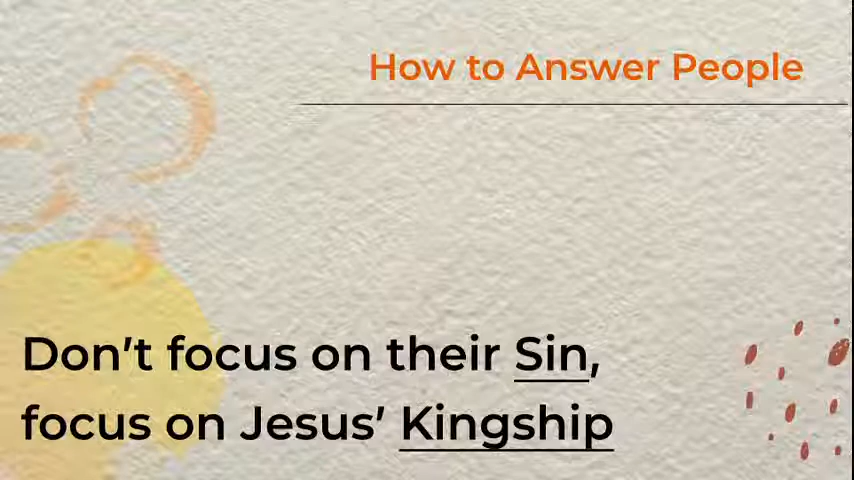 How to Answer People
Don’t focus on their Sin,
focus on Jesus’ Kingship